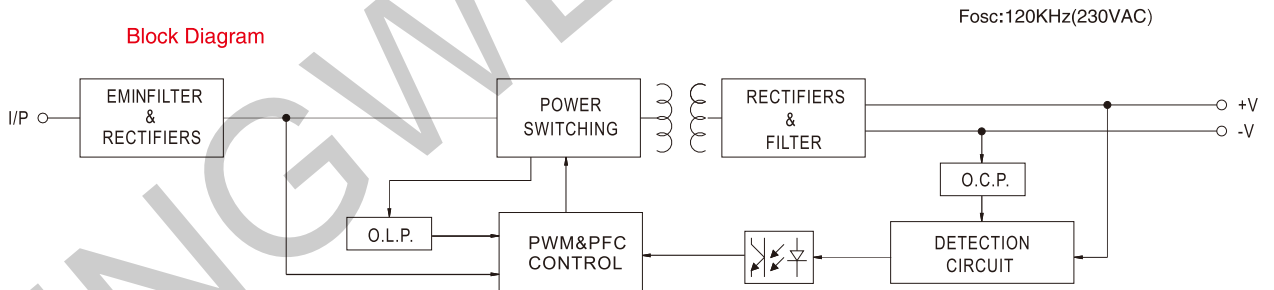 Fosc:120KHz(230VAC)
Block Diagram
I/P
EMINFILTER
&
RECTIFIERS
POWER
SWITCHING
RECTIFIERS
&
FILTER
+V
-V
O.C.P.
O.L.P.
PWM&PFC
CONTROL
DETECTION
CIRCUIT